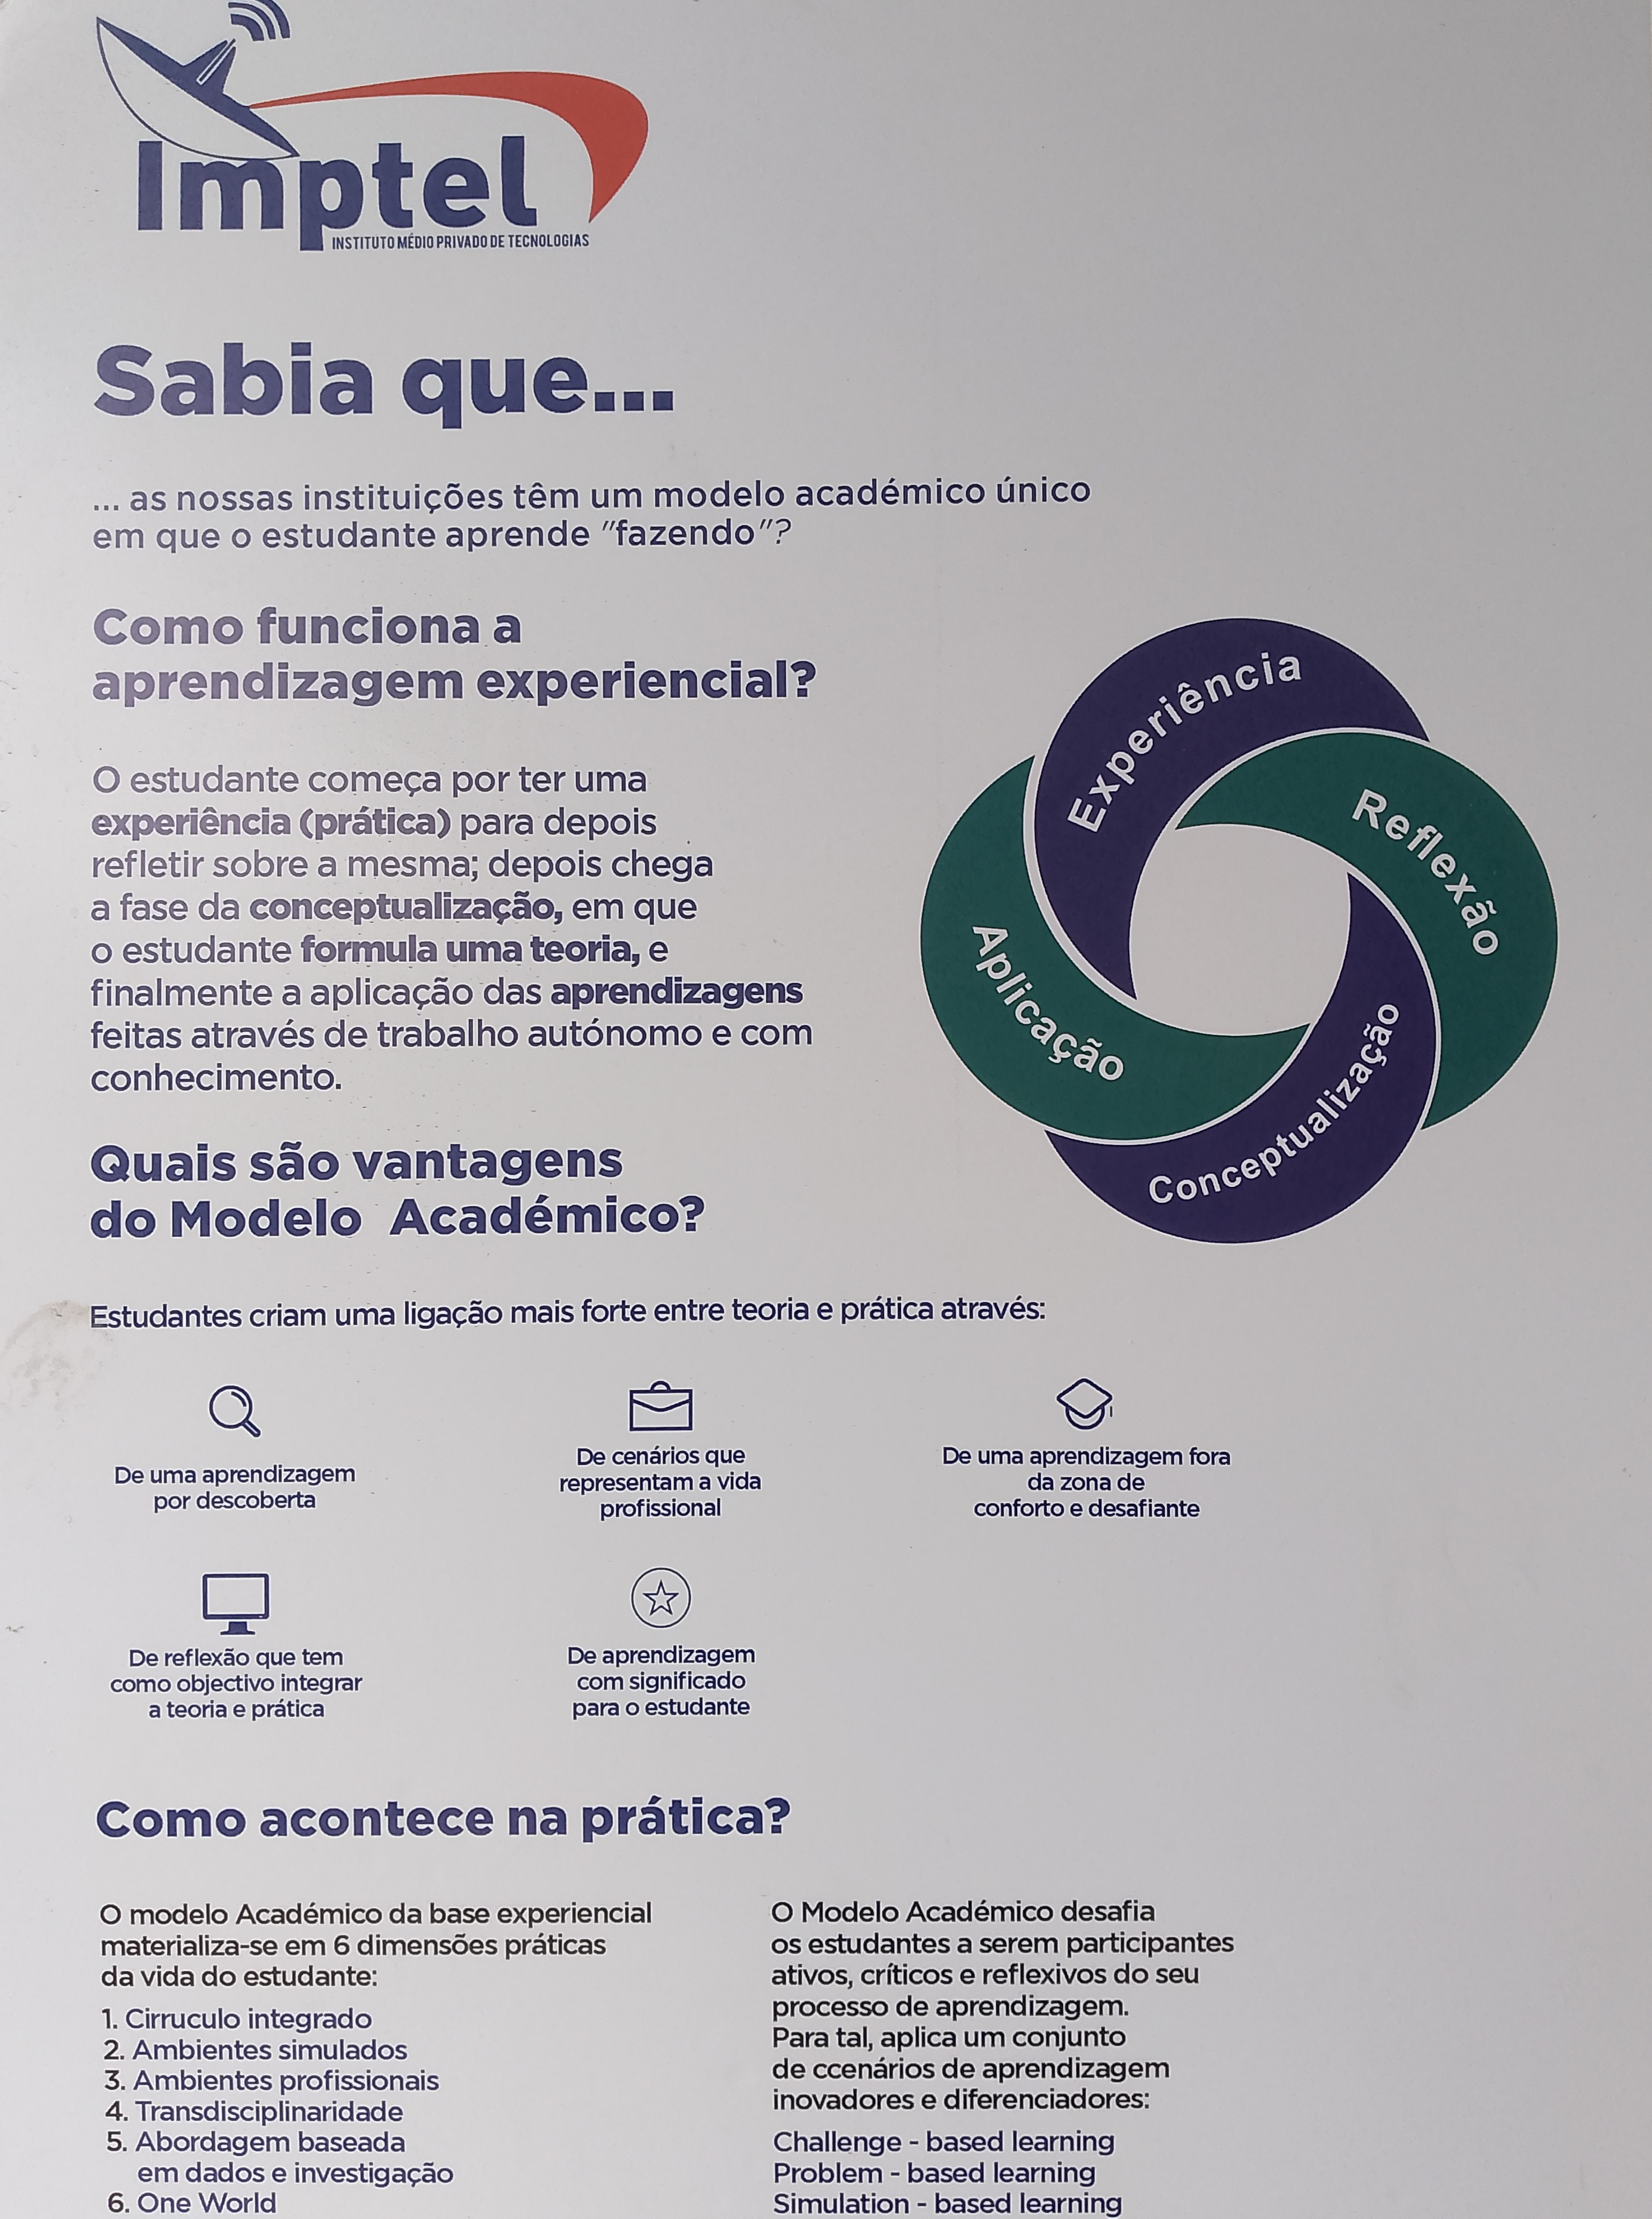 Imptel
INSTITUTO MÉDIO PRIVADO DE TECNOLOGIAS
Sabia que...
... as nossas instituições têm um modelo académico único
em que o estudante aprende "fazendo"?
Como funciona a
aprendizagem experiencial?
O estudante começa por ter uma
experiência (prática) para depois
refletir sobre a mesma; depois chega
a fase da conceptualização, em que
o estudante formula uma teoria, e
finalmente a aplicação das aprendizagens
feitas através de trabalho autónomo e com
conhecimento.
Experiência
Reflexão
Conceptualização
Aplicação
Quais são vantagens
do Modelo Académico?
Estudantes criam uma ligação mais forte entre teoria e prática através:
De uma aprendizagem
por descoberta
De cenários que
representam a vida
profissional
De uma aprendizagem fora
da zona de
conforto e desafiante
De reflexão que tem
como objectivo integrar
a teoria e prática
De aprendizagem
com significado
para o estudante
Como acontece na prática?
O modelo Académico da base experiencial
materializa-se em 6 dimensões práticas
da vida do estudante:
1. Cirruculo integrado
2. Ambientes simulados
3. Ambientes profissionais
4. Transdisciplinaridade
5. Abordagem baseada
em dados e investigação
6. One World
O Modelo Académico desafia
os estudantes a serem participantes
ativos, críticos e reflexivos do seu
processo de aprendizagem.
Para tal, aplica um conjunto
de ccenários de aprendizagem
inovadores e diferenciadores:
Challenge - based learning
Problem - based learning
Simulation - based learning